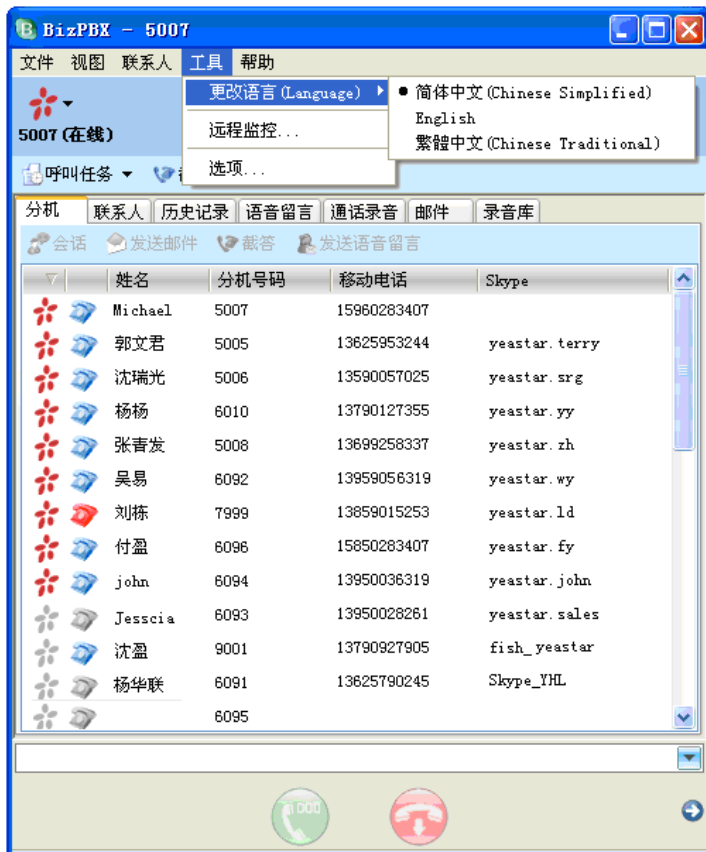 BizPBX - 5007
文件 视图 联系人 工具 帮助
更改语言(Language) 简体中文(Chinese Simplified)
English
繁體中文(Chinese Traditional)
远程监控...
选项...
5007 (在线)
呼叫任务
分机 联系人 历史记录 语音留言 通话录音 邮件 录音库
会话 发送邮件 截答 发送语音留言
姓名 分机号码 移动电话 Skype
Michael 5007 15960283407
郭文君 5005 13625953244 yeastar.terry
沈瑞光 5006 13590057025 yeastar.srg
杨杨 6010 13790127355 yeastar.yy
张青发 5008 13699258337 yeastar.zh
吴易 6092 13959056319 yeastar.wy
刘栋 7999 13859015253 yeastar.ld
付盈 6096 15850283407 yeastar.fy
john 6094 13950036319 yeastar.john
Jesscia 6093 13950028261 yeastar.sales
沈盈 9001 13790927905 fish_yeastar
杨华联 6091 13625790245 Skype_YHL
6095